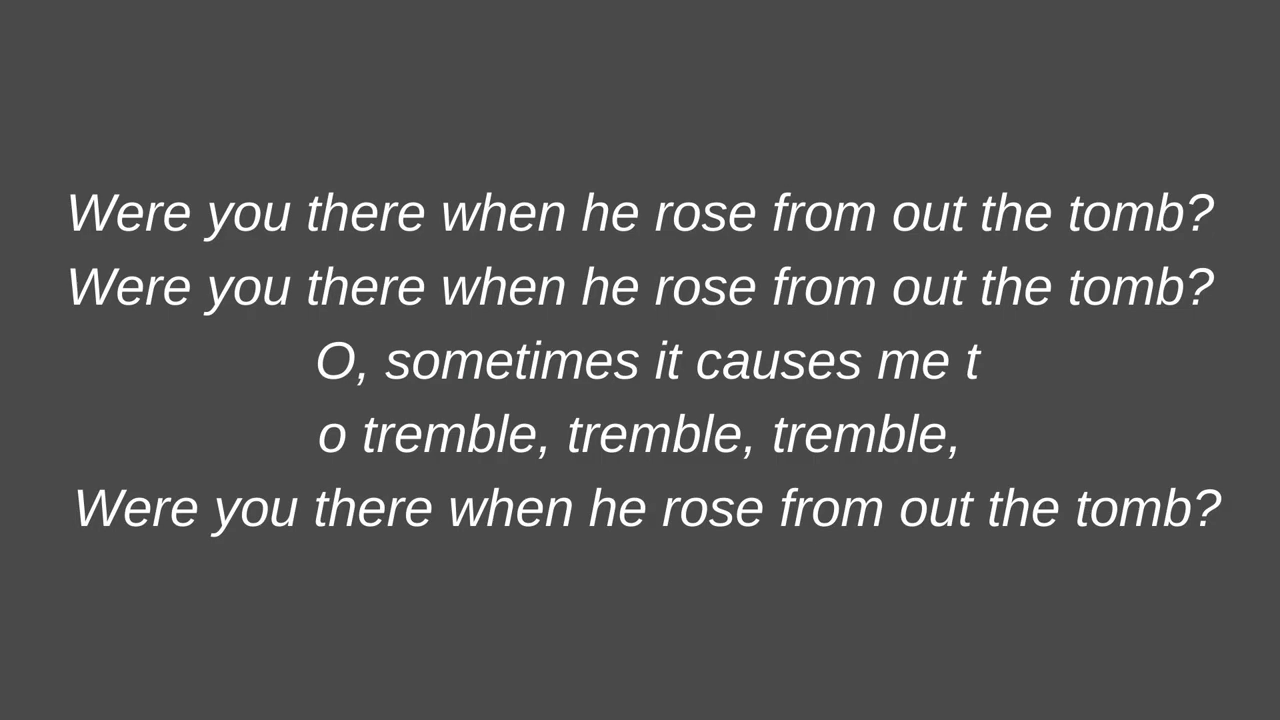 Were you there when he rose from out the tomb?
Were you there when he rose from out the tomb?
O, sometimes it causes me t
o tremble, tremble, tremble,
Were you there when he rose from out the tomb?